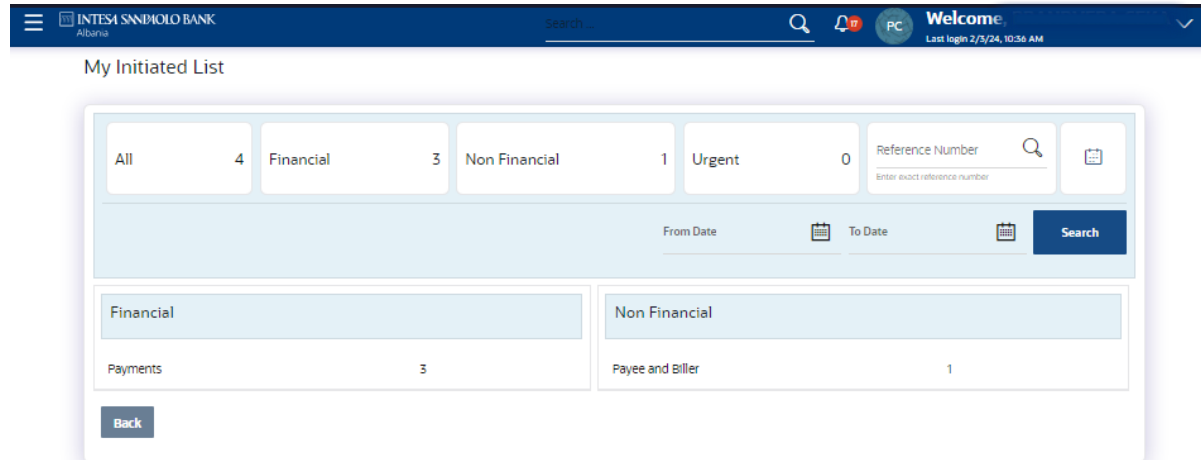 INTESA SANPAOLO BANK
Albania
Search...
17
PC
Welcome,
Last login 2/3/24, 10:36 AM
My Initiated List
All 4
Financial 3
Non Financial 1
Urgent 0
Reference Number
Enter exact reference number
From Date
To Date
Search
Financial
Non Financial
Payments 3
Payee and Biller 1
Back